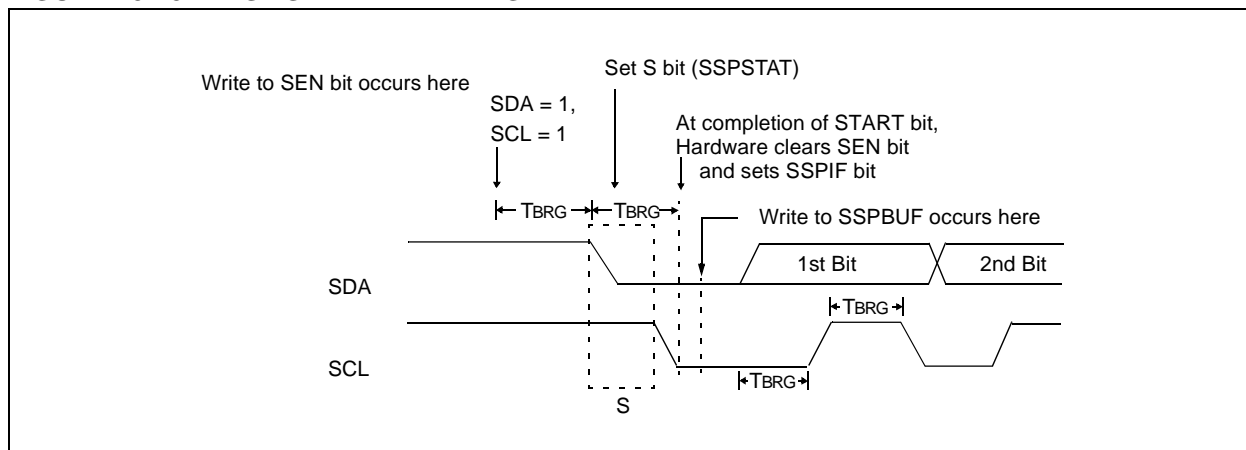 Set S bit (SSPSTAT)
Write to SEN bit occurs here
SDA = 1,
SCL = 1
At completion of START bit,
Hardware clears SEN bit
and sets SSPIF bit
TBRG
TBRG
Write to SSPBUF occurs here
1st Bit
2nd Bit
SDA
TBRG
SCL
TBRG
S